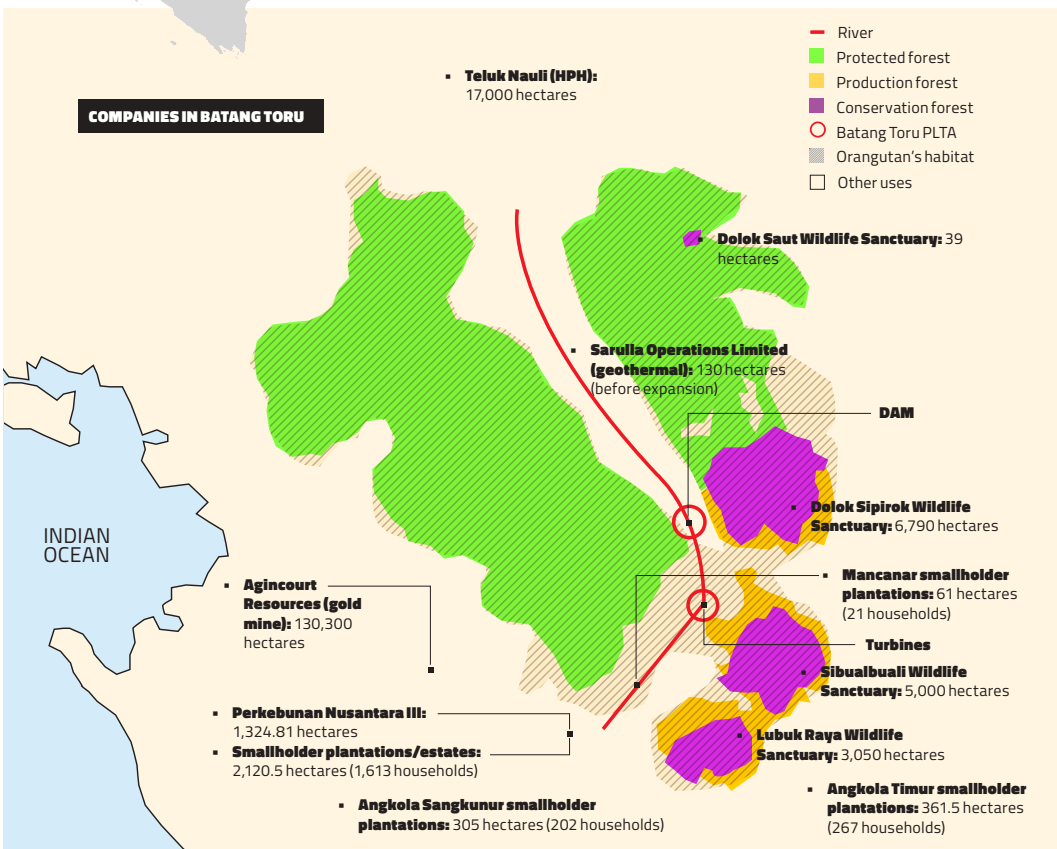 River
Protected forest
Production forest
Conservation forest
Batang Toru PLTA
Orangutan's habitat
Other uses
Teluk Nauli (HPH):
17,000 hectares
COMPANIES IN BATANG TORU
Dolok Saut Wildlife Sanctuary: 39
hectares
Sarulla Operations Limited
(geothermal): 130 hectares
(before expansion)
DAM
Dolok Sipirok Wildlife
Sanctuary: 6,790 hectares
INDIAN
OCEAN
Agincourt
Resources (gold
mine): 130,300
hectares
Mancanar smallholder
plantations: 61 hectares
(21 households)
Turbines
Sibualbuali Wildlife
Sanctuary: 5,000 hectares
Perkebunan Nusantara III:
1,324.81 hectares
Smallholder plantations/estates:
2,120.5 hectares (1,613 households)
Lubuk Raya Wildlife
Sanctuary: 3,050 hectares
Angkola Sangkunur smallholder
plantations: 305 hectares (202 households)
Angkola Timur smallholder
plantations: 361.5 hectares
(267 households)